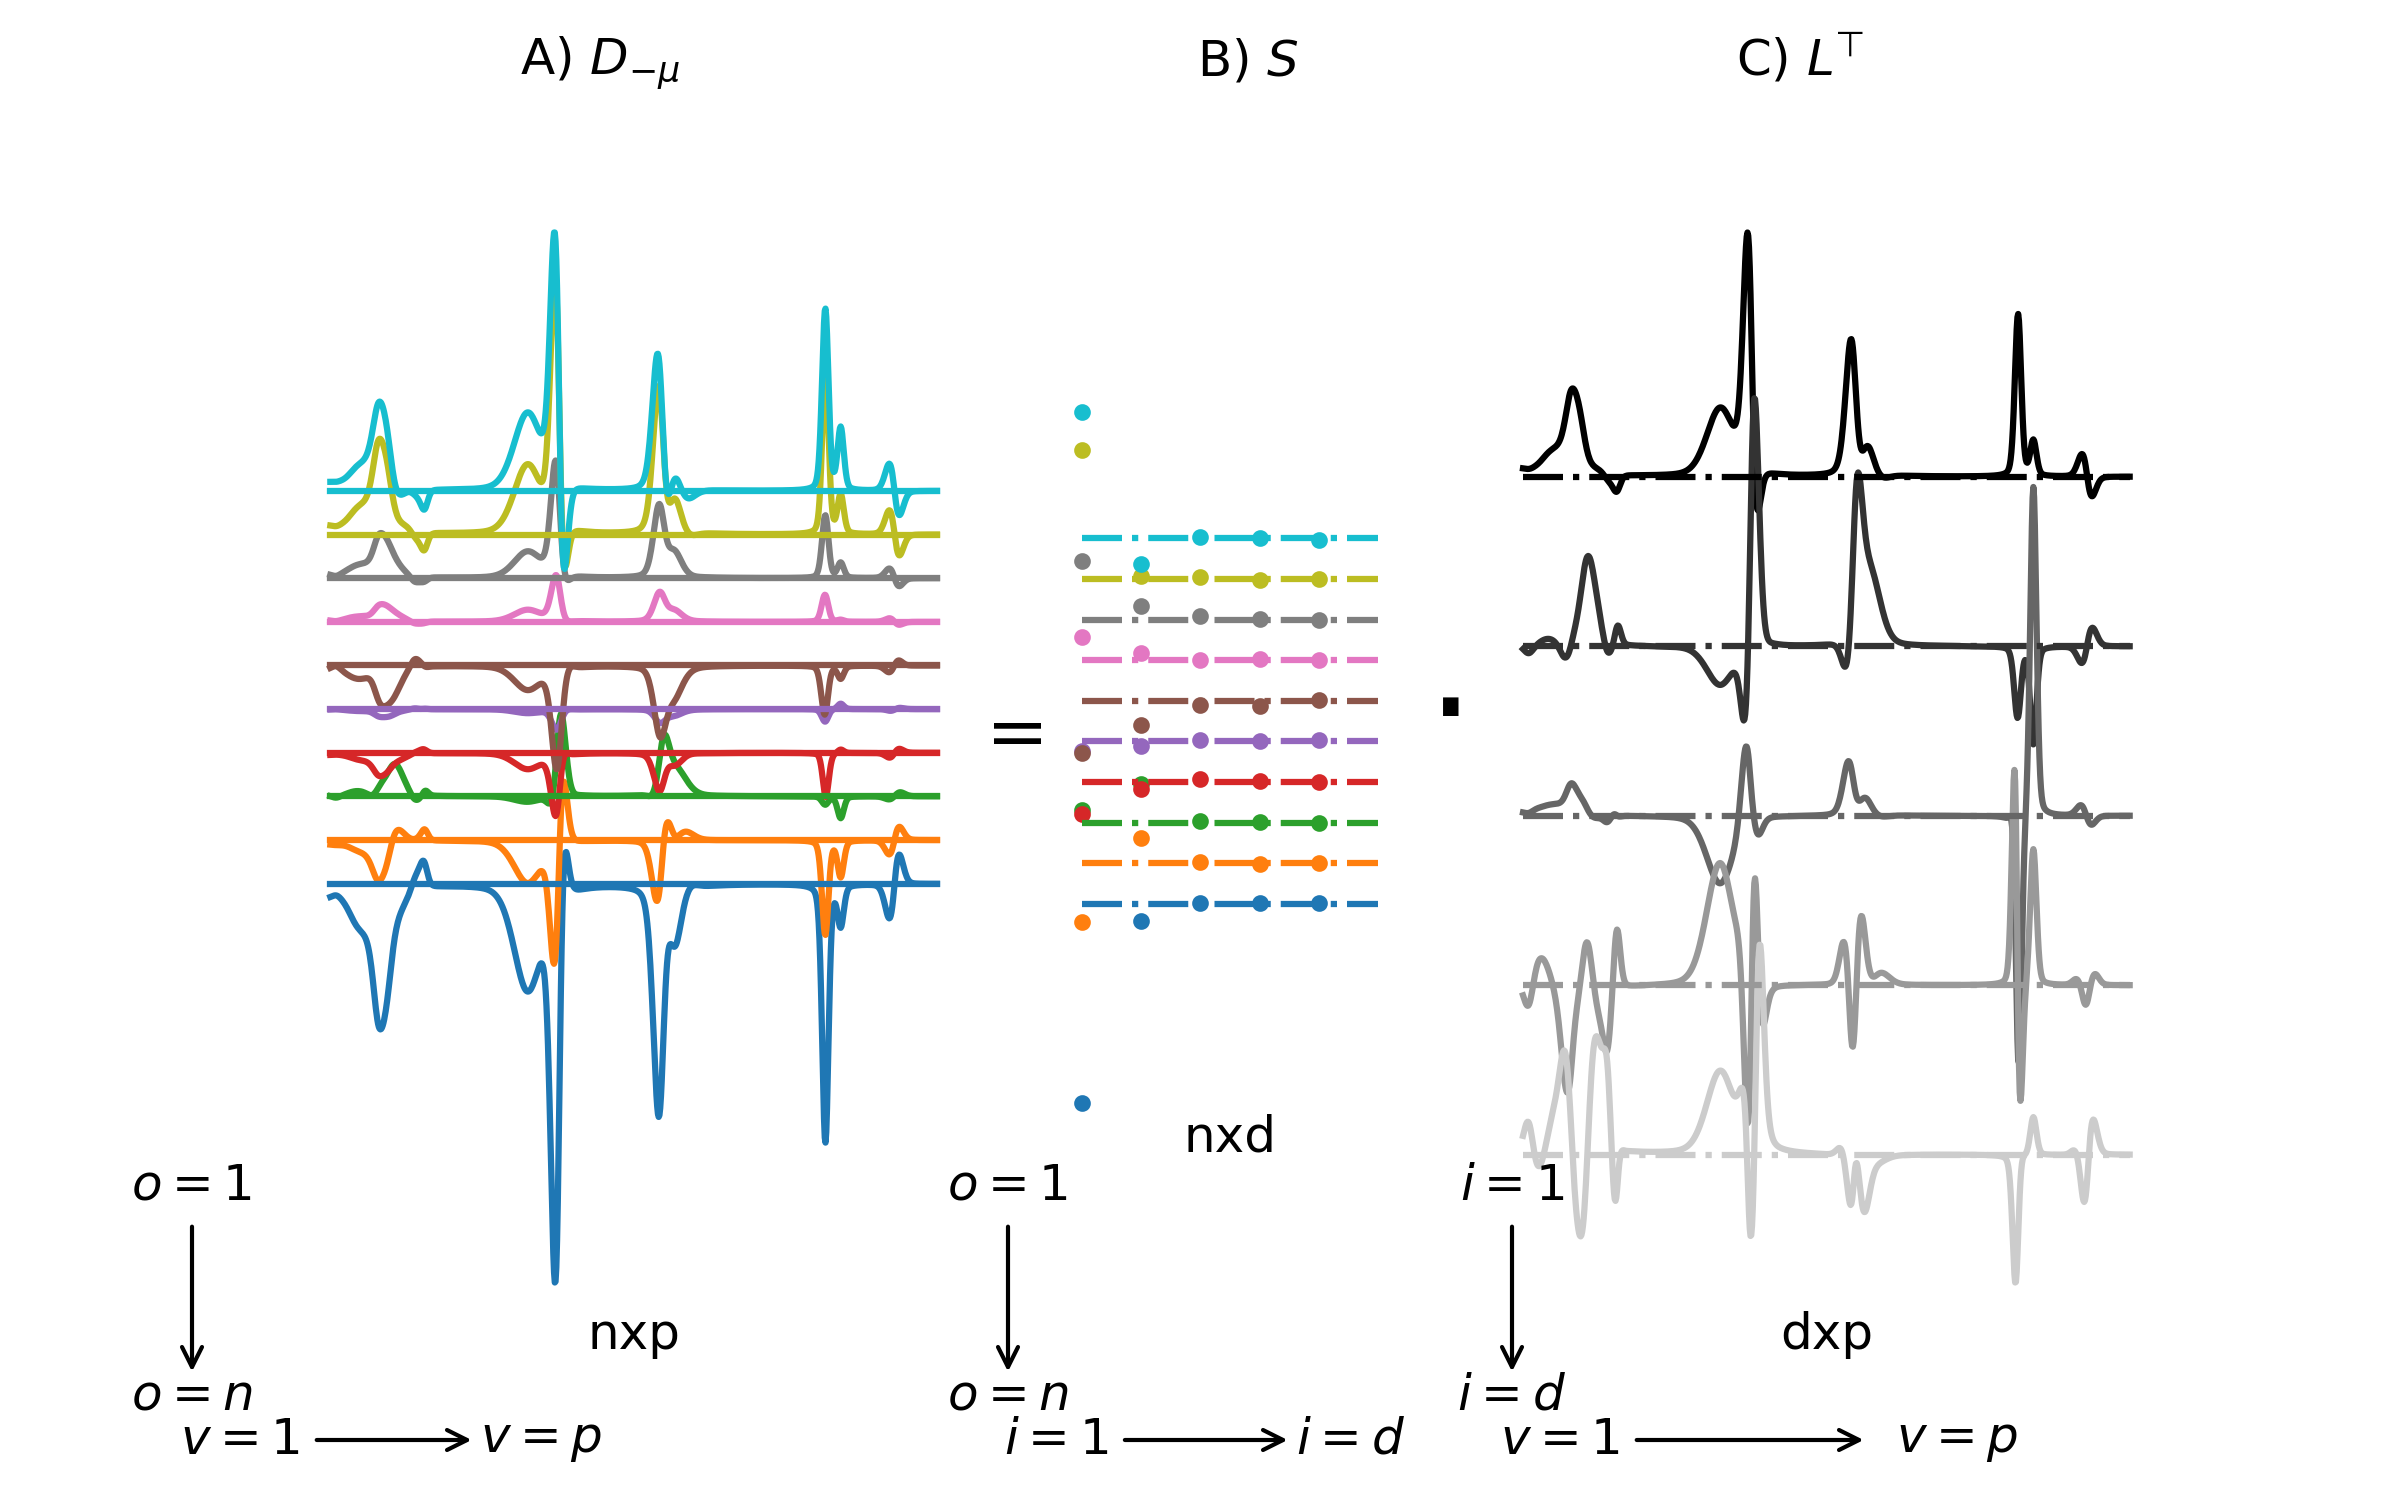 A) D₋μ
B) S
C) L⊤
=
·
nxd
o = 1
o = 1
i = 1
nxp
dxp
o = n
o = n
i = d
v = 1
v = p
i = 1
i = d
v = 1
v = p